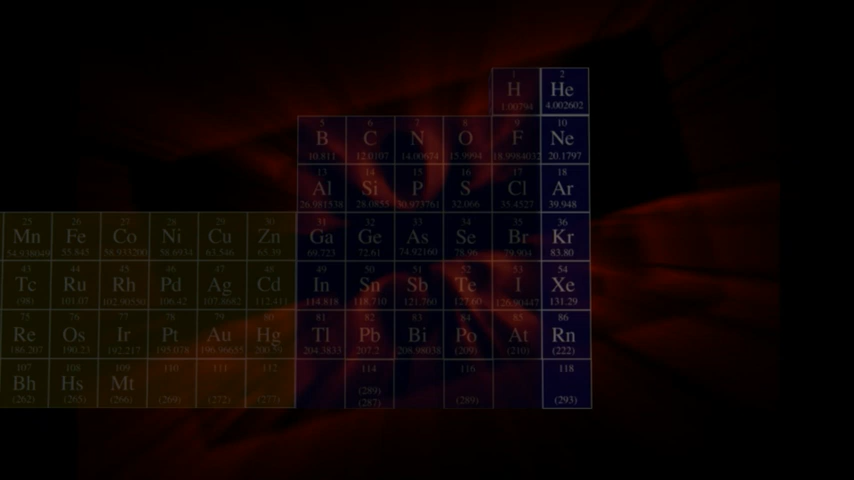 1 2
H He
1.00794 4.002602
5 6 7 8 9 10
B C N O F Ne
10.811 12.0107 14.00674 15.9994 18.9984032 20.1797
13 14 15 16 17 18
Al Si P S Cl Ar
26.981538 28.0855 30.973761 32.066 35.4527 39.948
25 26 27 28 29 30 31 32 33 34 35 36
Mn Fe Co Ni Cu Zn Ga Ge As Se Br Kr
54.938049 55.845 58.933200 58.6934 63.546 65.39 69.723 72.61 74.92160 78.96 79.904 83.80
43 44 45 46 47 48 49 50 51 52 53 54
Tc Ru Rh Pd Ag Cd In Sn Sb Te I Xe
(98) 101.07 102.90550 106.42 107.8682 112.411 114.818 118.710 121.760 127.60 126.90447 131.29
75 76 77 78 79 80 81 82 83 84 85 86
Re Os Ir Pt Au Hg Tl Pb Bi Po At Rn
186.207 190.23 192.217 195.078 196.96655 200.59 204.3833 207.2 208.98038 (209) (210) (222)
107 108 109 110 111 112 114 116 118
Bh Hs Mt
(262) (265) (266) (269) (272) (277) (289) (289) (293)
(287)